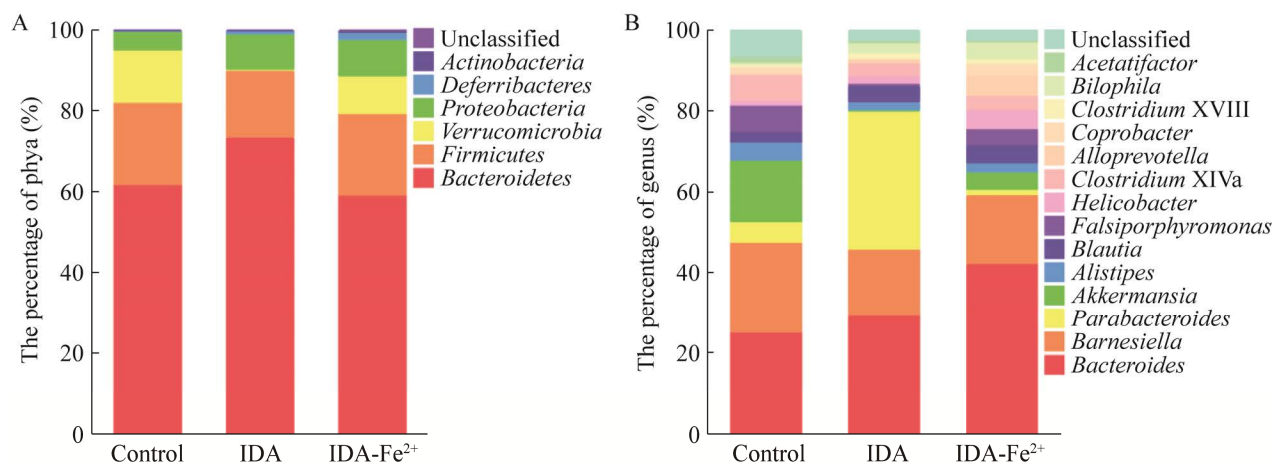 A
The percentage of phya (%)
100
80
60
40
20
0
Control
IDA
IDA-Fe²⁺
Unclassified
Actinobacteria
Deferribacteres
Proteobacteria
Verrucomicrobia
Firmicutes
Bacteroidetes
B
The percentage of genus (%)
100
80
60
40
20
0
Control
IDA
IDA-Fe²⁺
Unclassified
Acetatifactor
Bilophila
Clostridium XVIII
Coprobacter
Alloprevotella
Clostridium XIVa
Helicobacter
Falsiporphyromonas
Blautia
Alistipes
Akkermansia
Parabacteroides
Barnesiella
Bacteroides